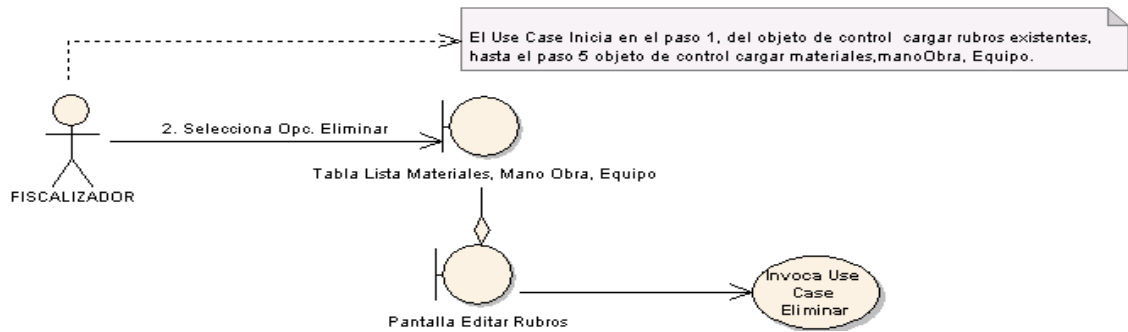 El Use Case Inicia en el paso 1, del objeto de control cargar rubros existentes,
hasta el paso 5 objeto de control cargar materiales,manoObra, Equipo.
2. Selecciona Opc. Eliminar
Tabla Lista Materiales, Mano Obra, Equipo
FISCALIZADOR
Invoca Use
Case
Eliminar
Pantalla Editar Rubros